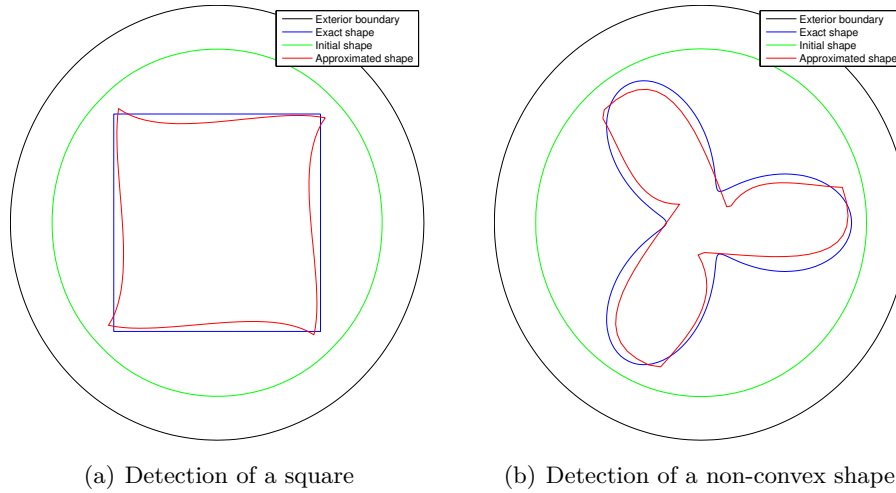 Exterior boundary
Exact shape
Initial shape
Approximated shape
Exterior boundary
Exact shape
Initial shape
Approximated shape
(a) Detection of a square
(b) Detection of a non-convex shape